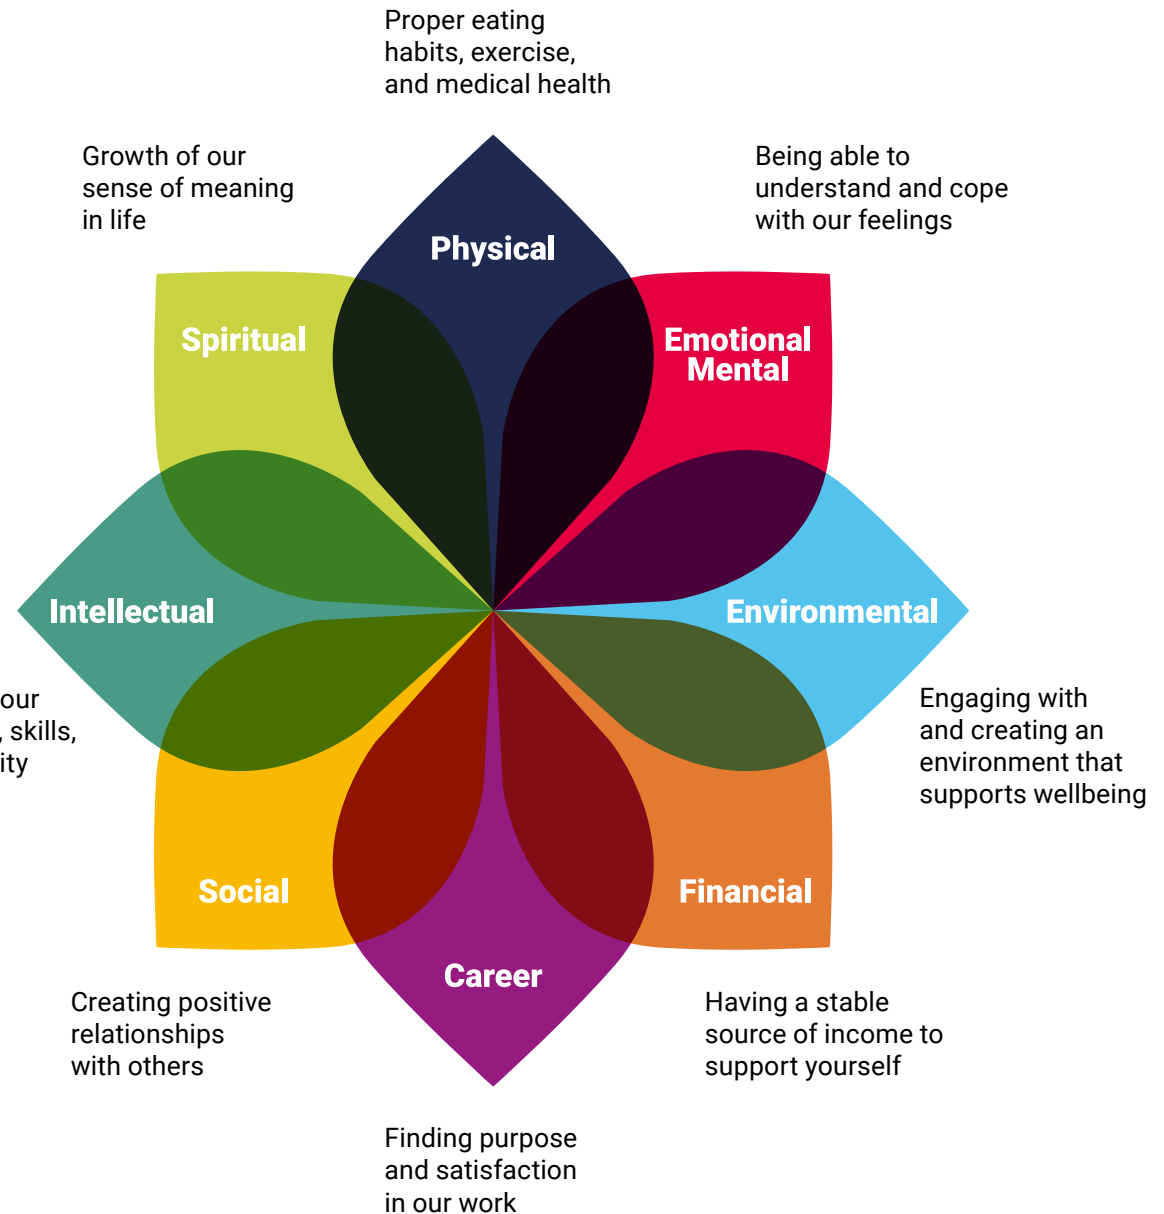 Proper eating
habits, exercise,
and medical health
Growth of our
sense of meaning
in life
Being able to
understand and cope
with our feelings
Physical
Spiritual
Emotional
Mental
Intellectual
Environmental
our
, skills,
ity
Engaging with
and creating an
environment that
supports wellbeing
Social
Financial
Career
Creating positive
relationships
with others
Having a stable
source of income to
support yourself
Finding purpose
and satisfaction
in our work